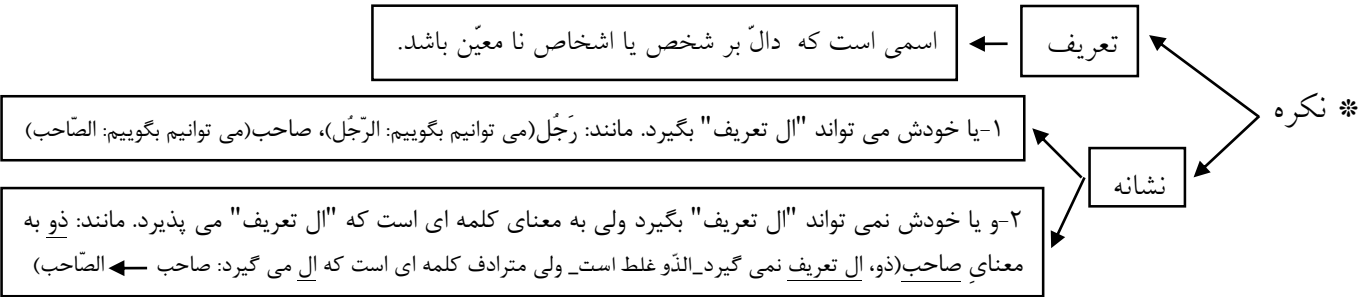 * نکره
تعریف
اسمی است که دالّ بر شخص یا اشخاص نا معیّن باشد.
نشانه
۱-یا خودش می تواند "ال تعریف" بگیرد. مانند: رَجُل(می توانیم بگوییم: الرّجُل)، صاحب(می توانیم بگوییم: الصّاحب)
۲-و یا خودش نمی تواند "ال تعریف" بگیرد ولی به معنای کلمه ای است که "ال تعریف" می پذیرد. مانند: ذو به
معنایِ صاحب(ذو، ال تعریف نمی گیرد_الذّو غلط است_ ولی مترادف کلمه ای است که ال می گیرد: صاحب ← الصّاحب)